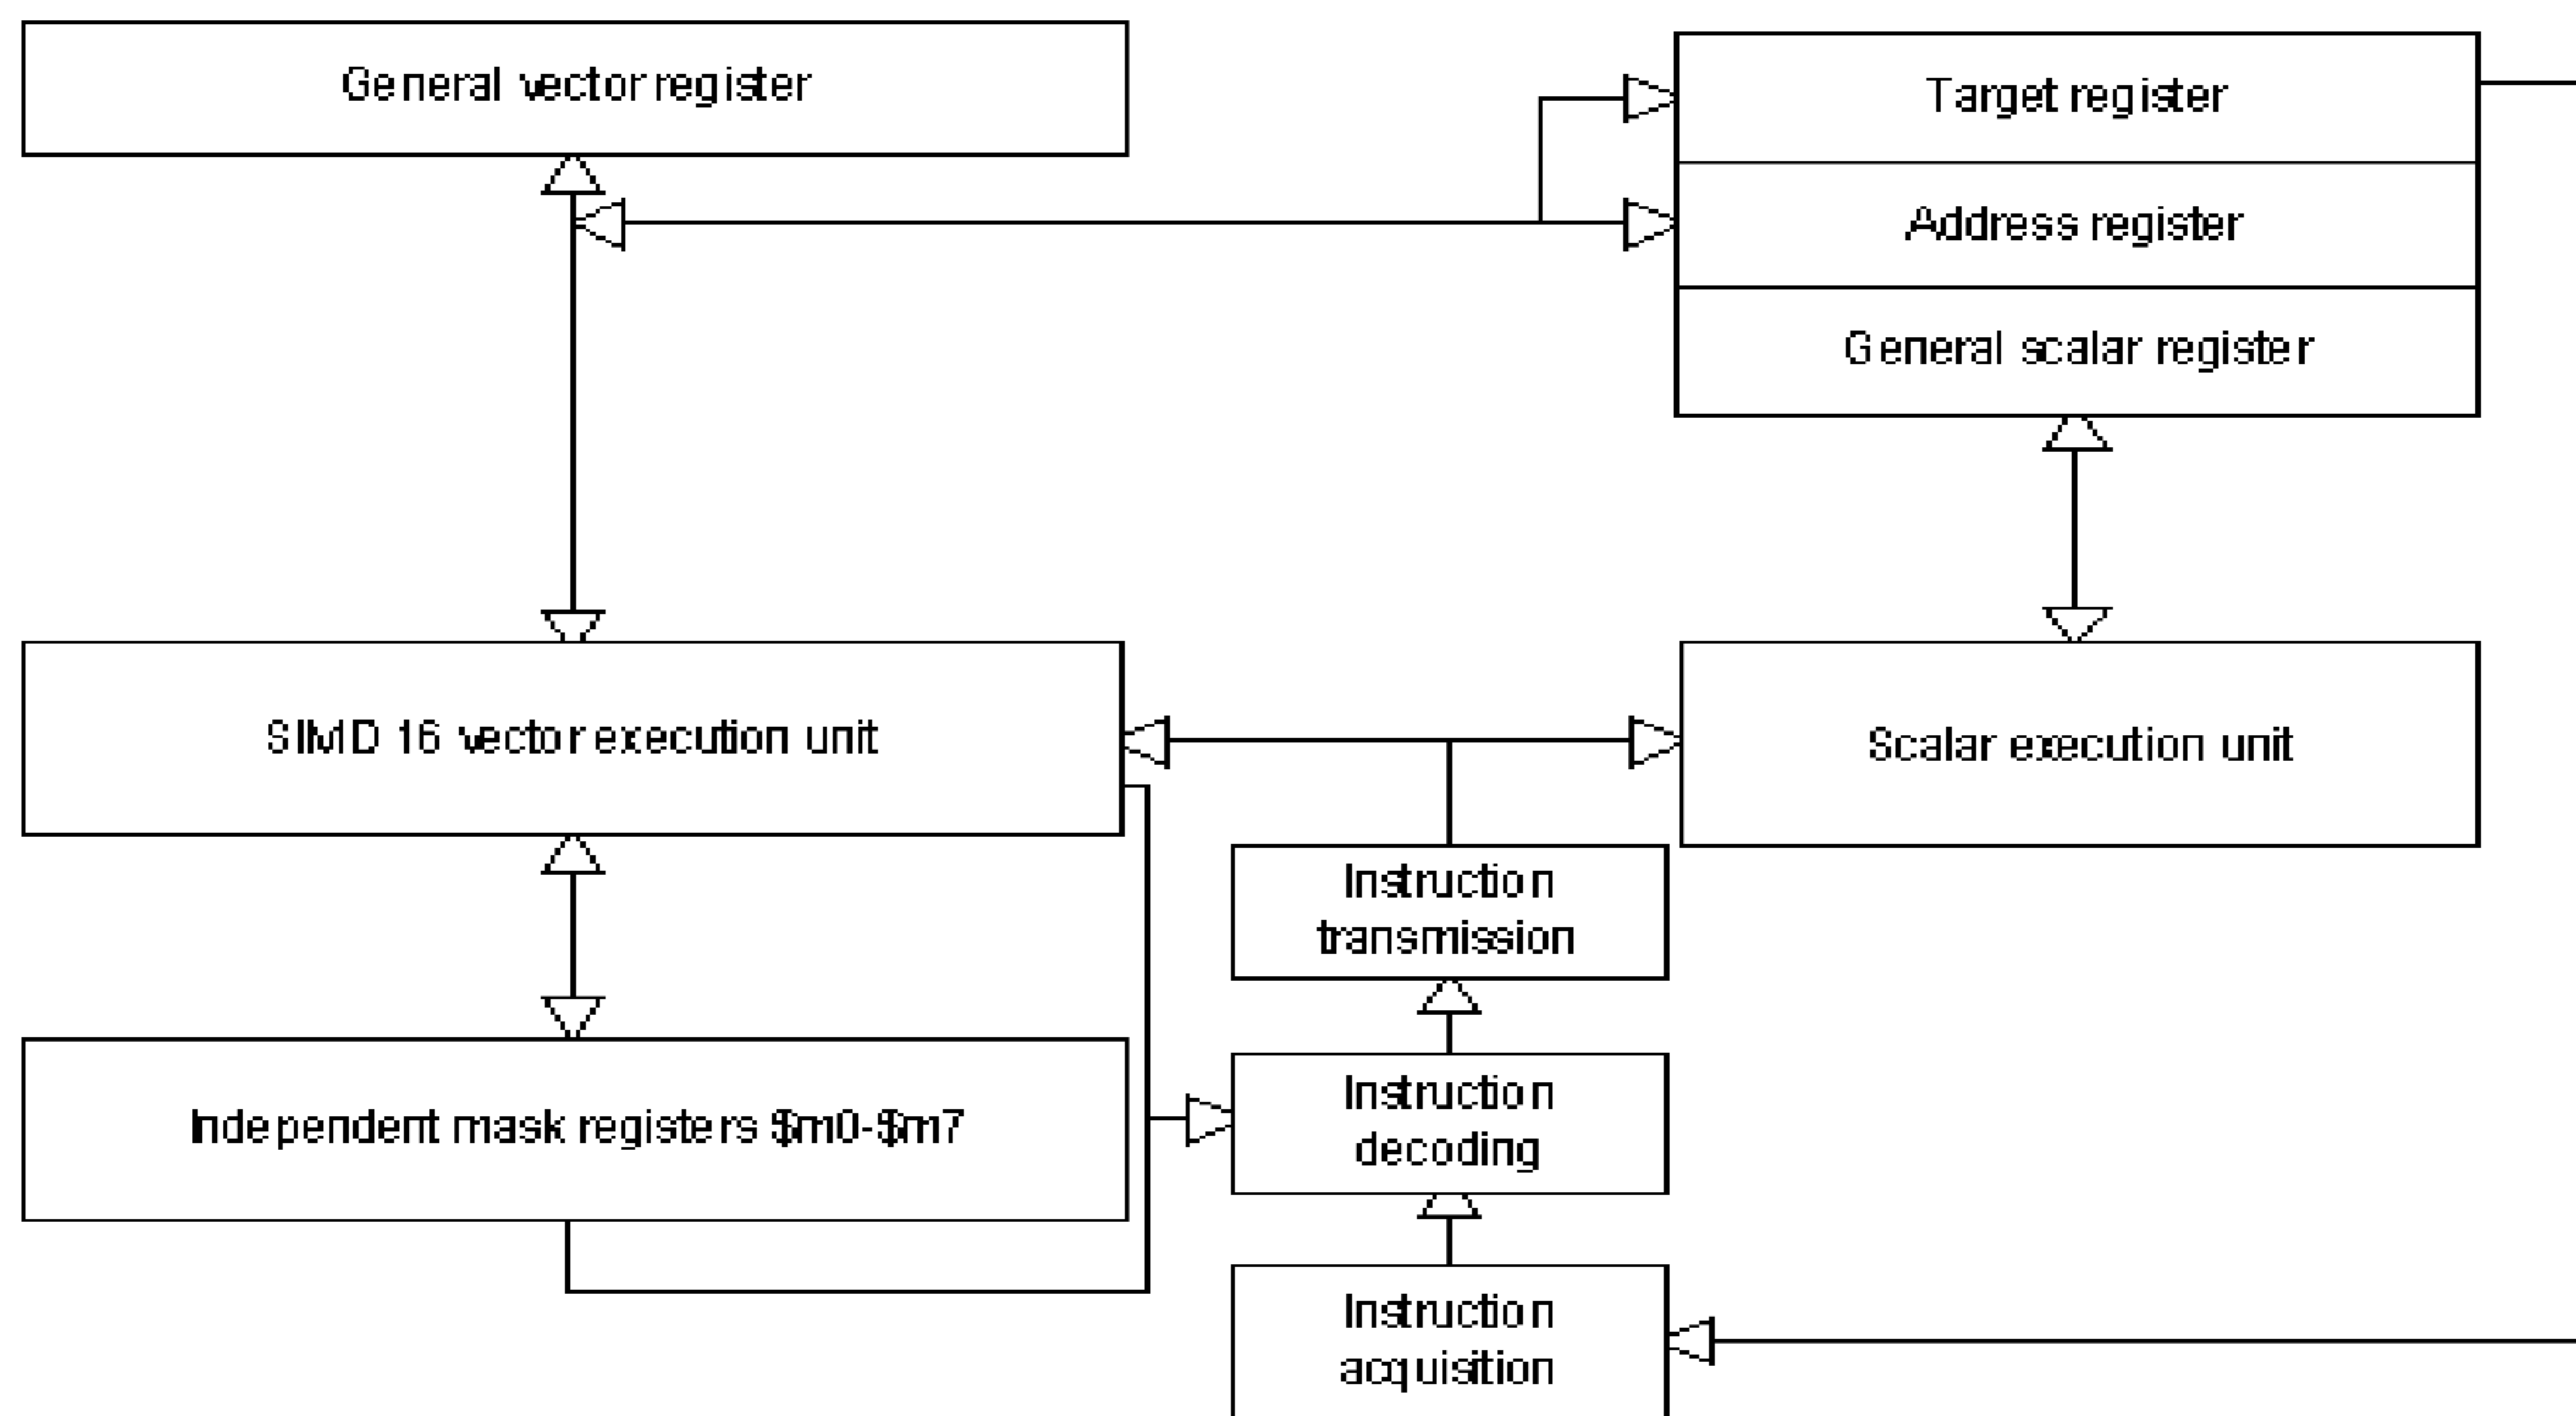 General vector register
Target register
Address register
General scalar register
SIMD 16 vector execution unit
Scalar execution unit
Instruction
transmission
Independent mask registers $m0-$m7
Instruction
decoding
Instruction
acquisition